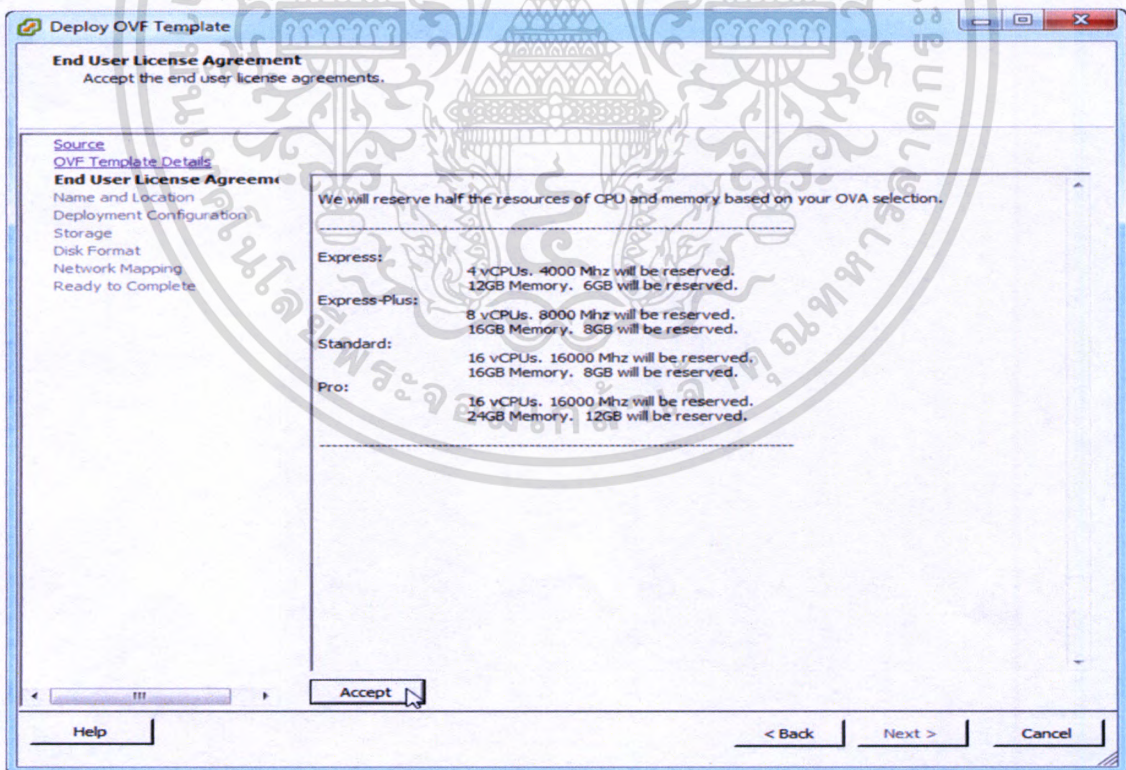 Deploy OVF Template
End User License Agreement
Accept the end user license agreements.
Source
OVF Template Details
End User License Agreeme
Name and Location
Deployment Configuration
Storage
Disk Format
Network Mapping
Ready to Complete
We will reserve half the resources of CPU and memory based on your OVA selection.
Express:
4 vCPUs. 4000 Mhz will be reserved.
12GB Memory. 6GB will be reserved.
Express-Plus:
8 vCPUs. 8000 Mhz will be reserved.
16GB Memory. 8GB will be reserved.
Standard:
16 vCPUs. 16000 Mhz will be reserved.
16GB Memory. 8GB will be reserved.
Pro:
16 vCPUs. 16000 Mhz will be reserved.
24GB Memory. 12GB will be reserved.
Accept
Help
< Back
Next >
Cancel